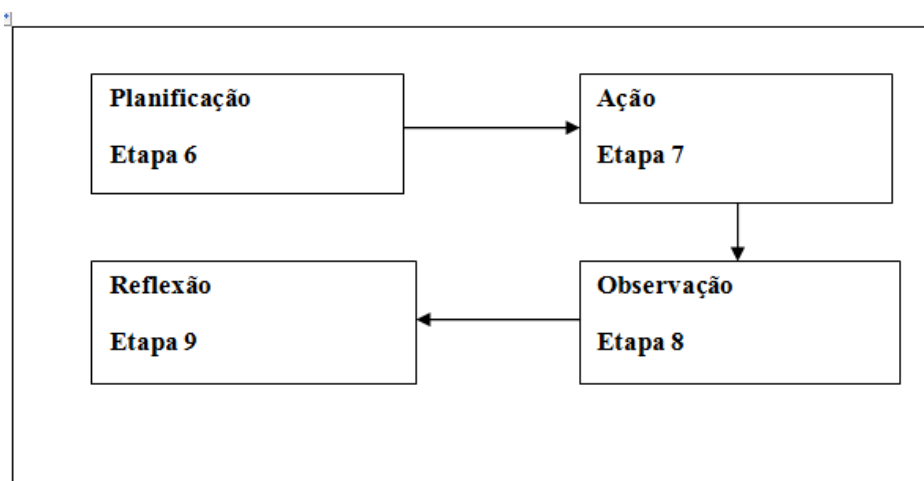 Planificação
Etapa 6
Ação
Etapa 7
Reflexão
Etapa 9
Observação
Etapa 8